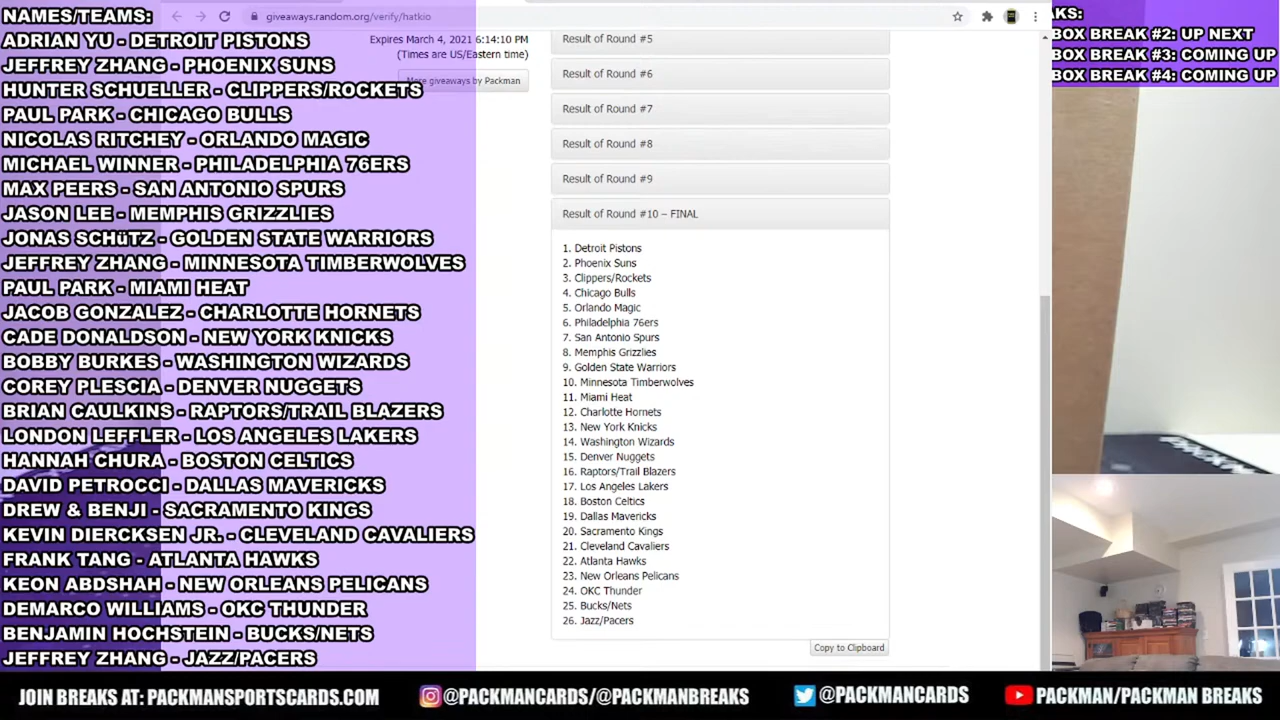 NAMES/TEAMS:
ADRIAN YU - DETROIT PISTONS
JEFFREY ZHANG - PHOENIX SUNS
HUNTER SCHUELLER - CLIPPERS/ROCKETS
PAUL PARK - CHICAGO BULLS
NICOLAS RITCHEY - ORLANDO MAGIC
MICHAEL WINNER - PHILADELPHIA 76ERS
MAX PEERS - SAN ANTONIO SPURS
JASON LEE - MEMPHIS GRIZZLIES
JONAS SCHüTZ - GOLDEN STATE WARRIORS
JEFFREY ZHANG - MINNESOTA TIMBERWOLVES
PAUL PARK - MIAMI HEAT
JACOB GONZALEZ - CHARLOTTE HORNETS
CADE DONALDSON - NEW YORK KNICKS
BOBBY BURKES - WASHINGTON WIZARDS
COREY PLESCIA - DENVER NUGGETS
BRIAN CAULKINS - RAPTORS/TRAIL BLAZERS
LONDON LEFFLER - LOS ANGELES LAKERS
HANNAH CHURA - BOSTON CELTICS
DAVID PETROCCI - DALLAS MAVERICKS
DREW & BENJI - SACRAMENTO KINGS
KEVIN DIERCKSEN JR. - CLEVELAND CAVALIERS
FRANK TANG - ATLANTA HAWKS
KEON ABDSHAH - NEW ORLEANS PELICANS
DEMARCO WILLIAMS - OKC THUNDER
BENJAMIN HOCHSTEIN - BUCKS/NETS
JEFFREY ZHANG - JAZZ/PACERS
giveaways.random.org/verify/hatkio
Expires March 4, 2021 6:14:10 PM
(Times are US/Eastern time)
More giveaways by Packman
Result of Round #5
Result of Round #6
Result of Round #7
Result of Round #8
Result of Round #9
Result of Round #10 – FINAL
1. Detroit Pistons
2. Phoenix Suns
3. Clippers/Rockets
4. Chicago Bulls
5. Orlando Magic
6. Philadelphia 76ers
7. San Antonio Spurs
8. Memphis Grizzlies
9. Golden State Warriors
10. Minnesota Timberwolves
11. Miami Heat
12. Charlotte Hornets
13. New York Knicks
14. Washington Wizards
15. Denver Nuggets
16. Raptors/Trail Blazers
17. Los Angeles Lakers
18. Boston Celtics
19. Dallas Mavericks
20. Sacramento Kings
21. Cleveland Cavaliers
22. Atlanta Hawks
23. New Orleans Pelicans
24. OKC Thunder
25. Bucks/Nets
26. Jazz/Pacers
Copy to Clipboard
AKS:
BOX BREAK #2: UP NEXT
BOX BREAK #3: COMING UP
BOX BREAK #4: COMING UP
JOIN BREAKS AT: PACKMANSPORTSCARDS.COM
@PACKMANCARDS/@PACKMANBREAKS
@PACKMANCARDS
PACKMAN/PACKMAN BREAKS